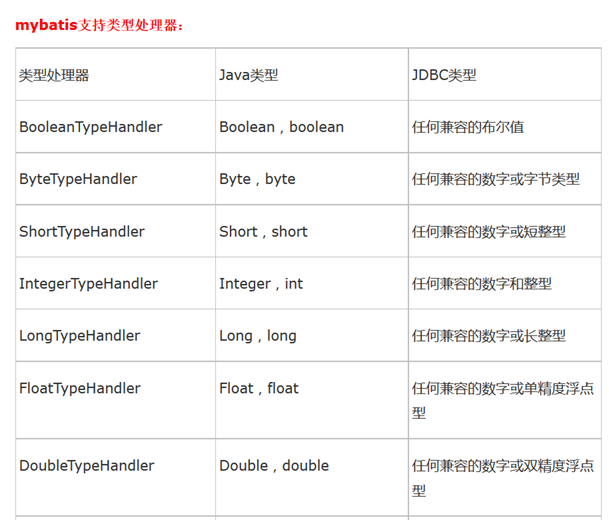 mybatis支持类型处理器：
类型处理器 Java类型 JDBC类型
BooleanTypeHandler Boolean，boolean 任何兼容的布尔值
ByteTypeHandler Byte，byte 任何兼容的数字或字节类型
ShortTypeHandler Short，short 任何兼容的数字或短整型
IntegerTypeHandler Integer，int 任何兼容的数字和整型
LongTypeHandler Long，long 任何兼容的数字或长整型
FloatTypeHandler Float，float 任何兼容的数字或单精度浮点
型
DoubleTypeHandler Double，double 任何兼容的数字或双精度浮点
型